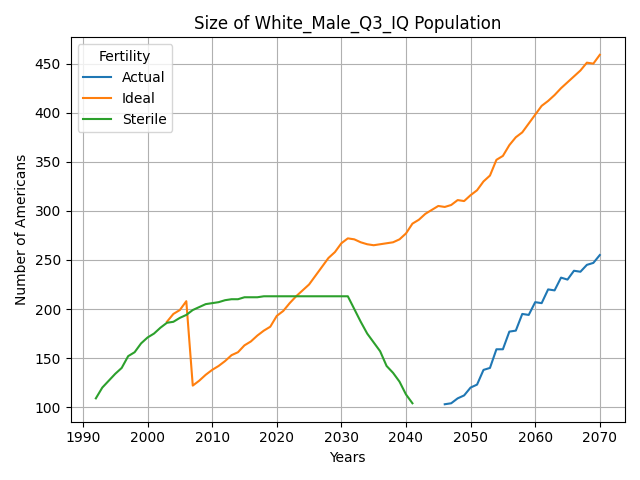 Size of White_Male_Q3_IQ Population
Fertility
Actual
Ideal
Sterile
450
400
350
300
250
200
150
100
Number of Americans
1990 2000 2010 2020 2030 2040 2050 2060 2070
Years